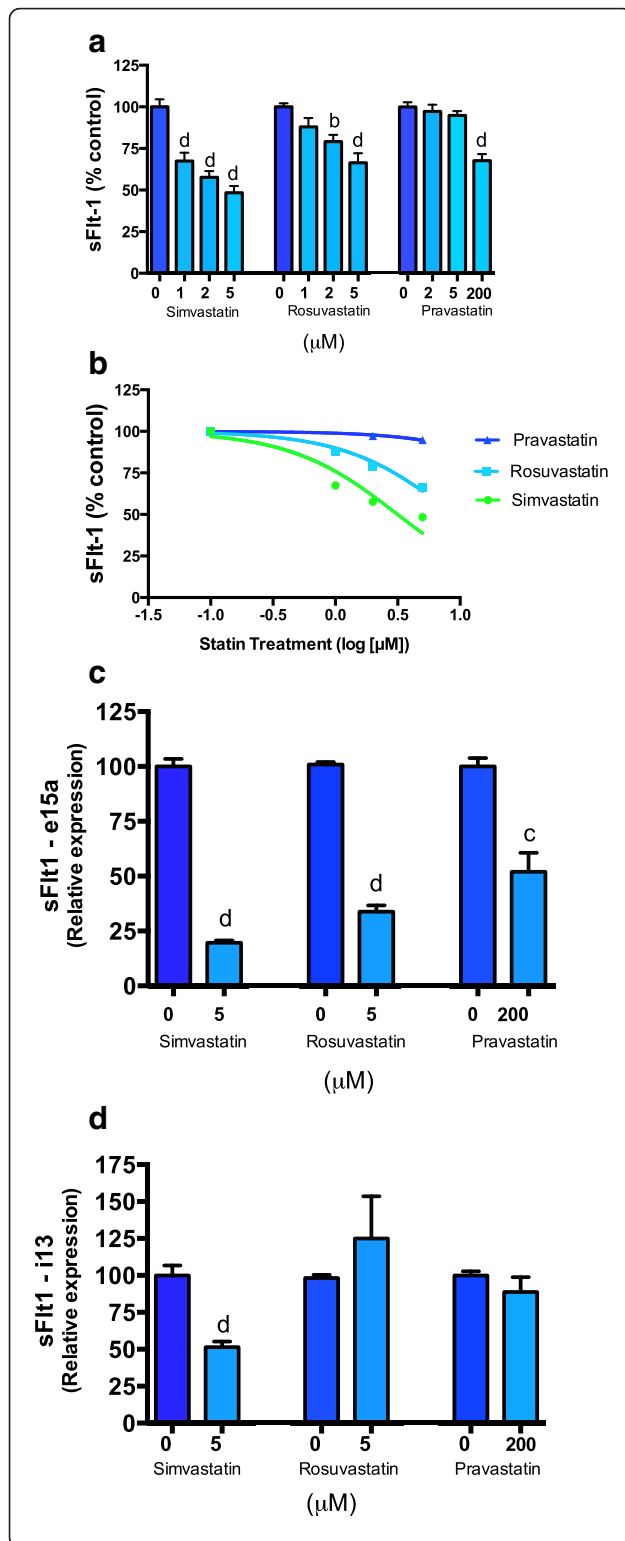 a
sFlt-1 (% control)
125
100
75
50
25
0
d d d
b d
d
0 1 2 5 0 1 2 5 0 2 5 200
Simvastatin Rosuvastatin Pravastatin
(μM)
b
sFlt-1 (% control)
125
100
75
50
25
0
-1.5 -1.0 -0.5 0.0 0.5 1.0
Statin Treatment (log [µM])
Pravastatin
Rosuvastatin
Simvastatin
c
sFlt1 - e15a
(Relative expression)
125
100
75
50
25
0
d d c
0 5 0 5 0 200
Simvastatin Rosuvastatin Pravastatin
(μM)
d
sFlt1 - i13
(Relative expression)
175
150
125
100
75
50
25
0
d
0 5 0 5 0 200
Simvastatin Rosuvastatin Pravastatin
(μM)